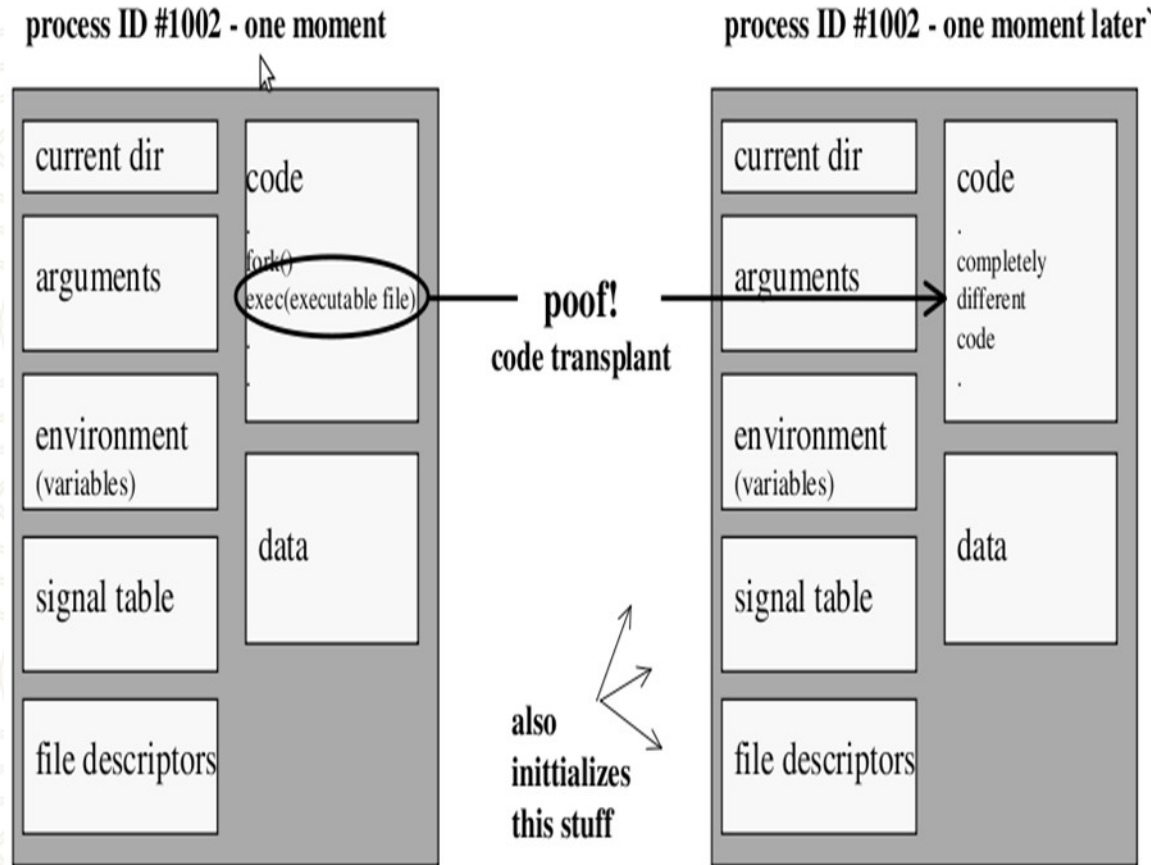 process ID #1002 - one moment
current dir
arguments
environment
(variables)
signal table
file descriptors
code
.
fork()
exec(executable file)
.
.
data
poof!
code transplant
also
inittializes
this stuff
process ID #1002 - one moment later`
current dir
arguments
environment
(variables)
signal table
file descriptors
code
.
completely
different
code
.
data